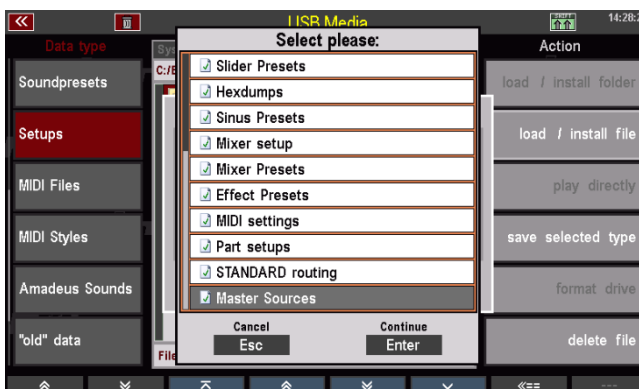 USB Media
14:28:
Data type
Select please:
Action
Sys
C:/E
Soundpresets
Setups
MIDI Files
MIDI Styles
Amadeus Sounds
"old" data
Slider Presets
Hexdumps
Sinus Presets
Mixer setup
Mixer Presets
Effect Presets
MIDI settings
Part setups
STANDARD routing
Master Sources
Cancel
Esc
Continue
Enter
File
load / install folder
load / install file
play directly
save selected type
format drive
delete file